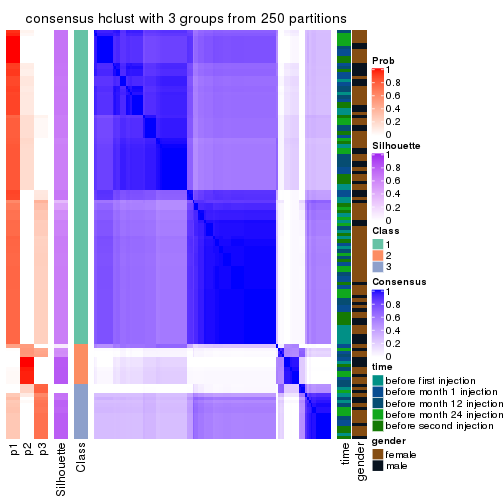 consensus hclust with 3 groups from 250 partitions
Prob
1
0.8
0.6
0.4
0.2
0
Silhouette
1
0.8
0.6
0.4
0.2
0
Class
1
2
3
Consensus
1
0.8
0.6
0.4
0.2
0
time
before first injection
before month 1 injection
before month 12 injection
before month 24 injection
before second injection
gender
female
male
p1
p2
p3
Silhouette
Class
time
gender